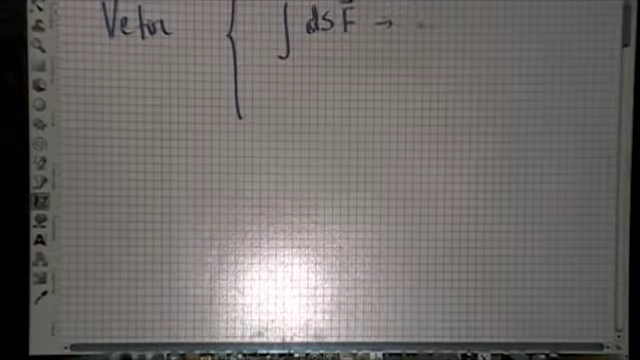 Vetor { ∫ ds F⃗ →